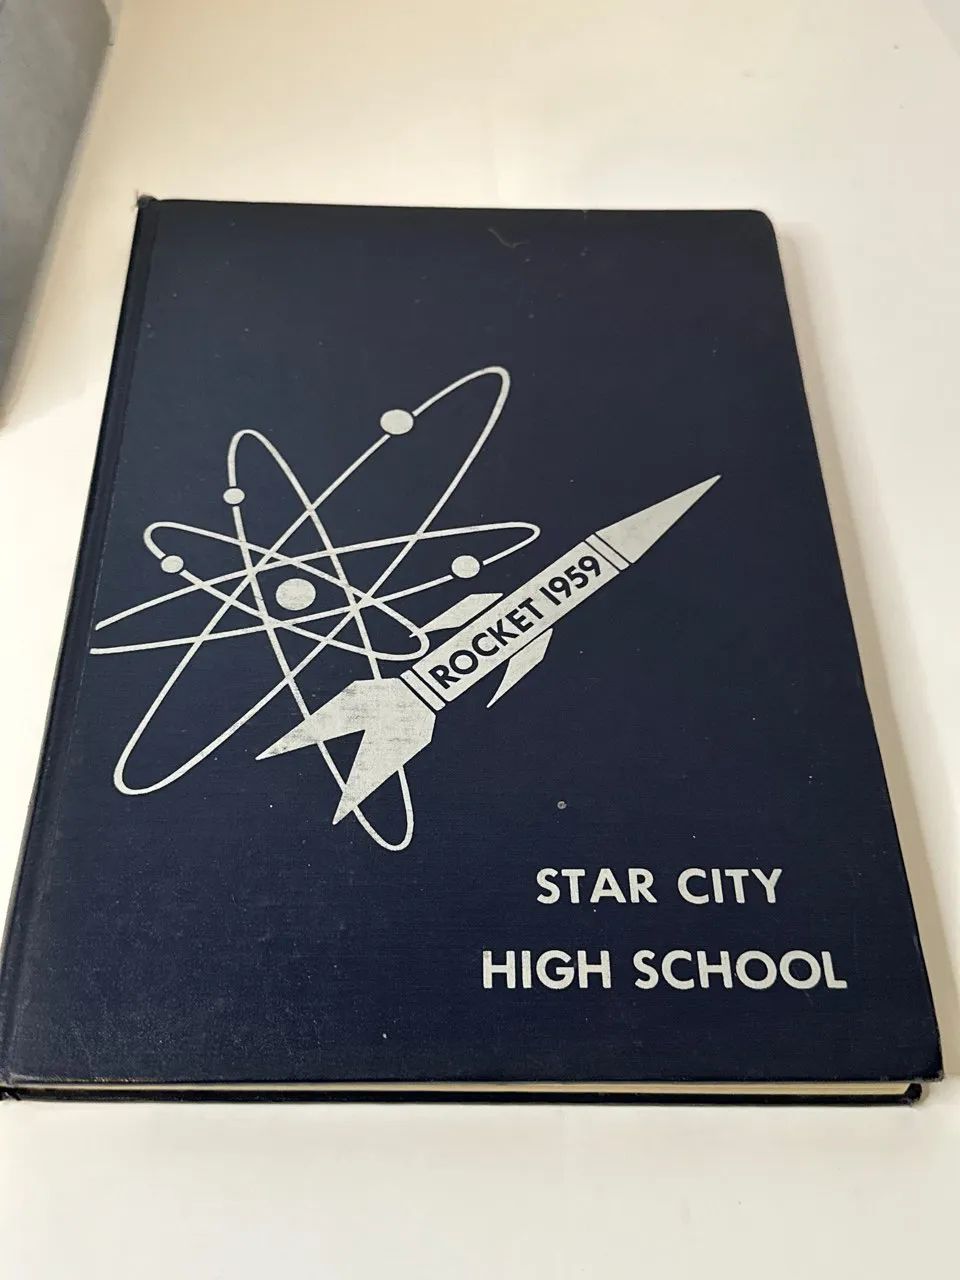 ROCKET 1959
STAR CITY
HIGH SCHOOL